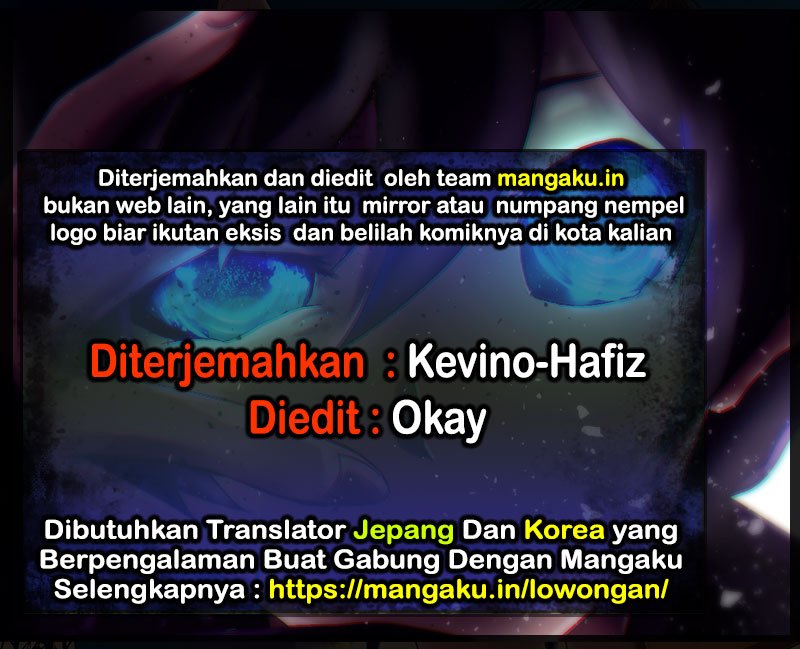 Diterjemahkan dan diedit oleh team mangaku.in
bukan web lain, yang lain itu mirror atau numpang nempel
logo biar ikutan eksis dan belilah komiknya di kota kalian
Diterjemahkan : Kevino-Hafiz
Diedit : Okay
Dibutuhkan Translator Jepang Dan Korea yang
Berpengalaman Buat Gabung Dengan Mangaku
Selengkapnya : https://mangaku.in/lowongan/